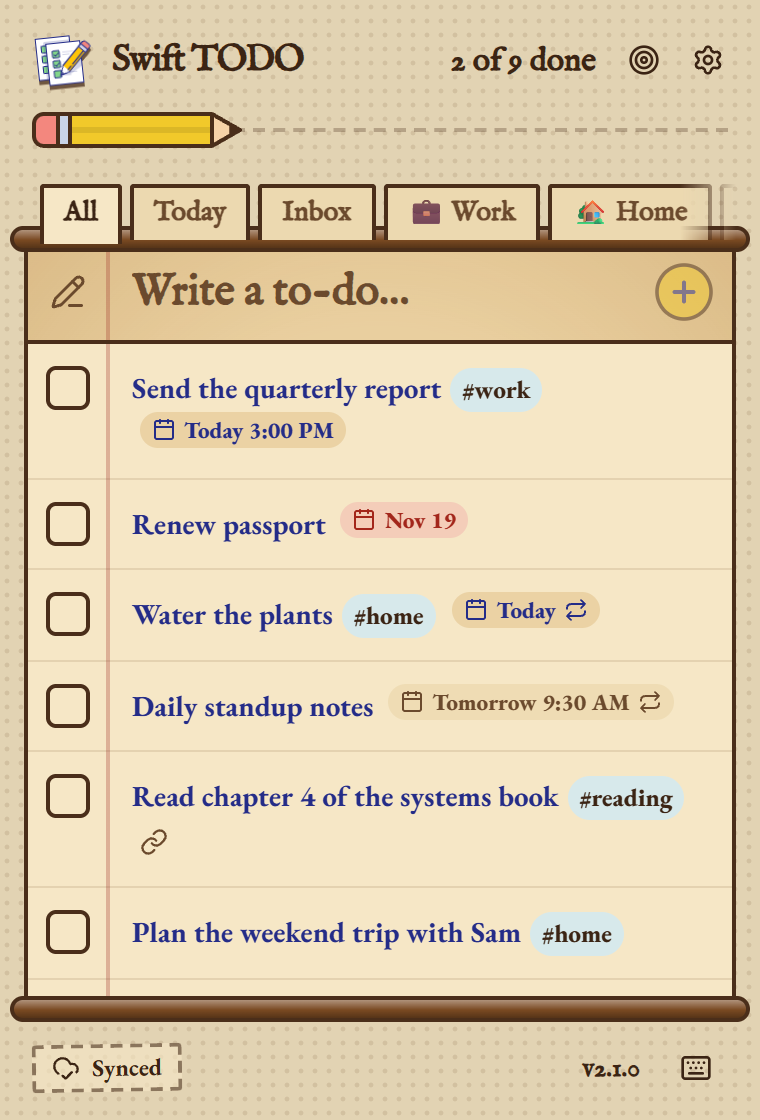 Swift TODO
2 of 9 done
All
Today
Inbox
Work
Home
Write a to-do...
Send the quarterly report #work
Today 3:00 PM
Renew passport Nov 19
Water the plants #home Today
Daily standup notes Tomorrow 9:30 AM
Read chapter 4 of the systems book #reading
Plan the weekend trip with Sam #home
Synced
V2.1.0